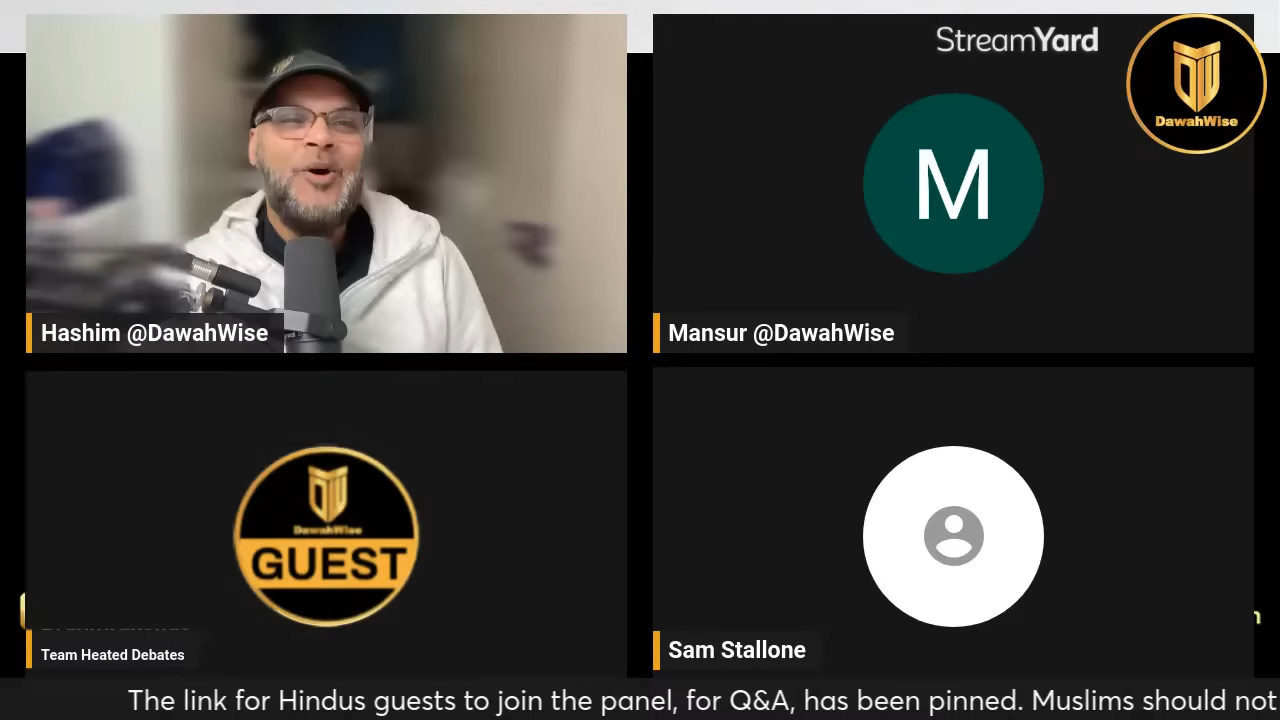 StreamYard
DawahWise
M
Hashim @DawahWise
Mansur @DawahWise
DawahWise
GUEST
Team Heated Debates
Sam Stallone
The link for Hindus guests to join the panel, for Q&A, has been pinned. Muslims should not